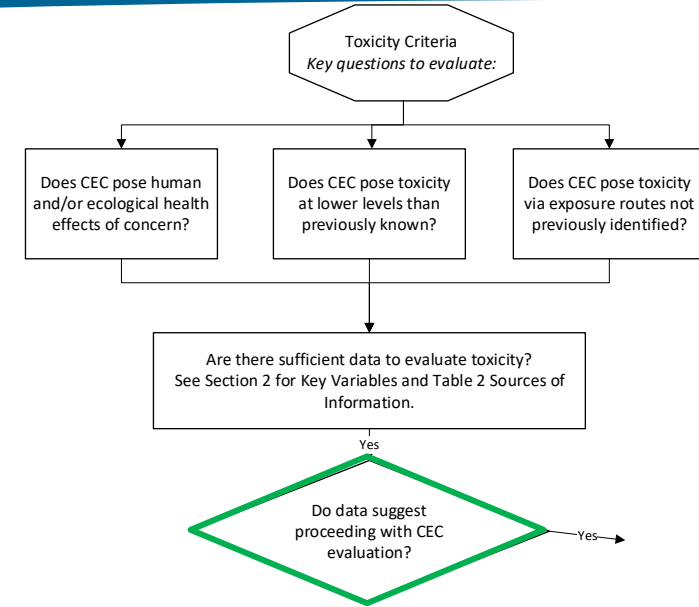 Toxicity Criteria
Key questions to evaluate:
Does CEC pose human
and/or ecological health
effects of concern?
Does CEC pose toxicity
at lower levels than
previously known?
Does CEC pose toxicity
via exposure routes not
previously identified?
Are there sufficient data to evaluate toxicity?
See Section 2 for Key Variables and Table 2 Sources of
Information.
Yes
Do data suggest
proceeding with CEC
evaluation?
Yes